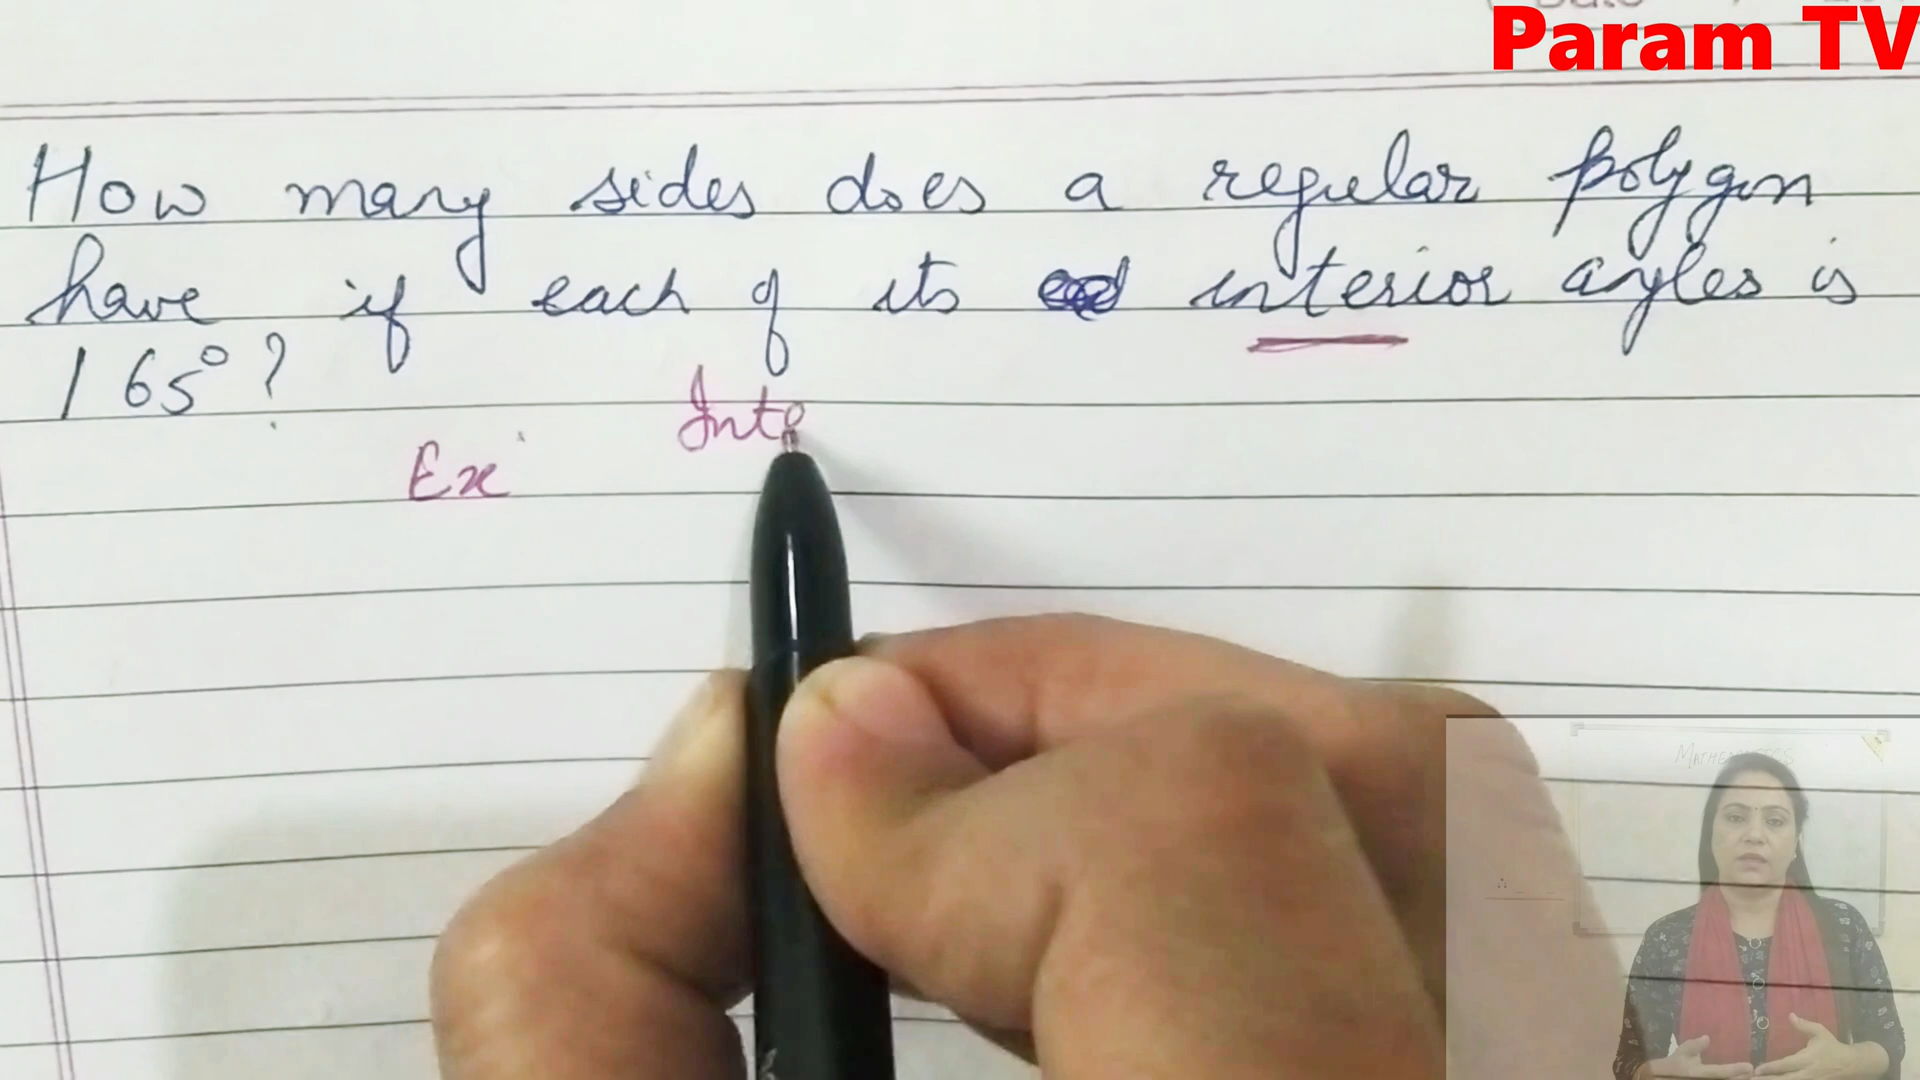 Param TV
How many sides does a regular polygon
have if each of its interior angles is
165°?
Inte
Ex
MATHEMATICS